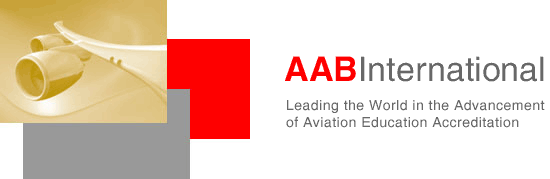 AABInternational
Leading the World in the Advancement
of Aviation Education Accreditation